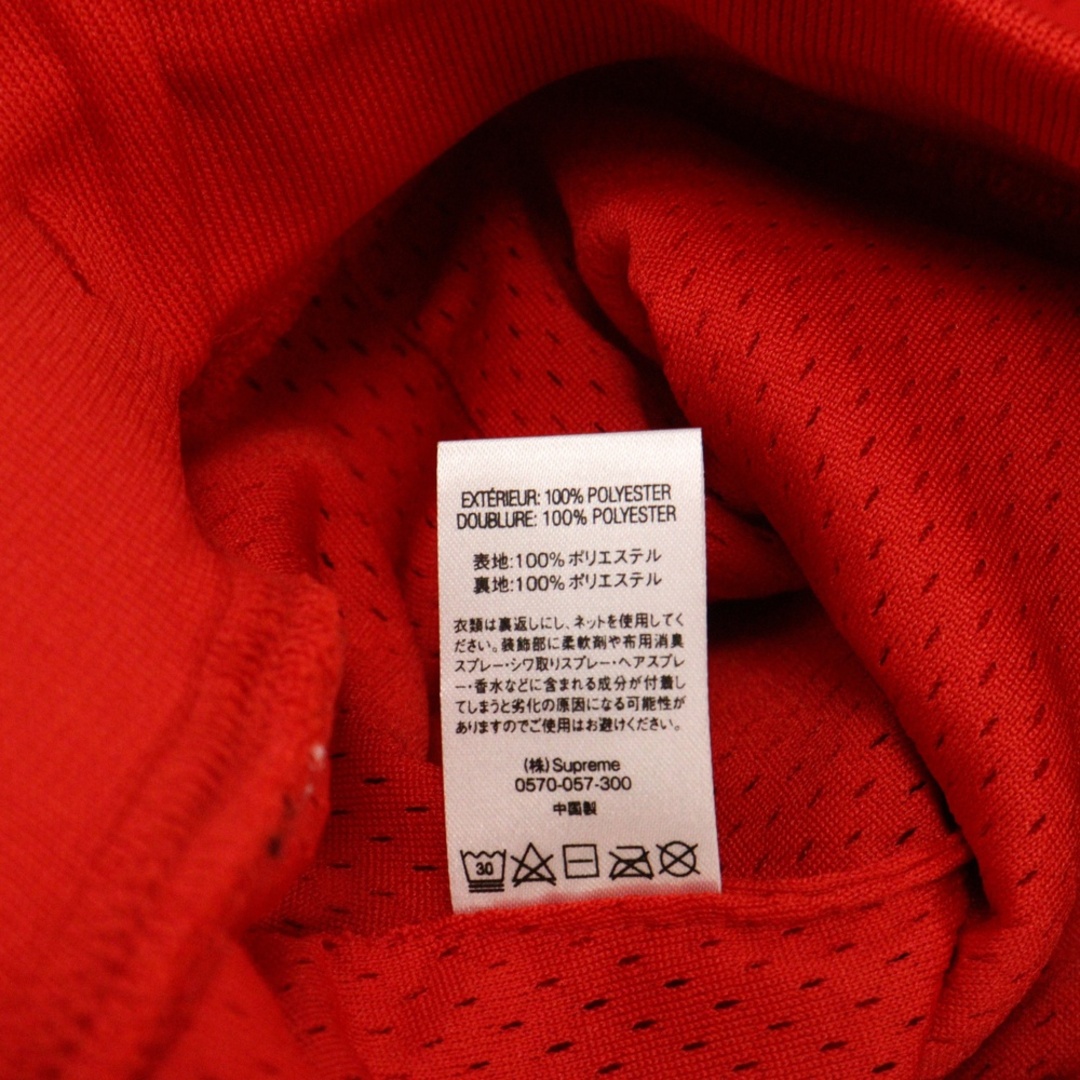 EXTÉRIEUR: 100% POLYESTER
DOUBLURE: 100% POLYESTER
表地:100%ポリエステル
裏地:100%ポリエステル
衣類は裏返しにし、ネットを使用してく
ださい。装飾部に柔軟剤や布用消臭
スプレー・シワ取りスプレー・ヘアスプレ
ー・香水などに含まれる成分が付着し
てしまうと劣化の原因になる可能性が
ありますのでご使用はお避けください。
(株)Supreme
0570-057-300
中国製
30